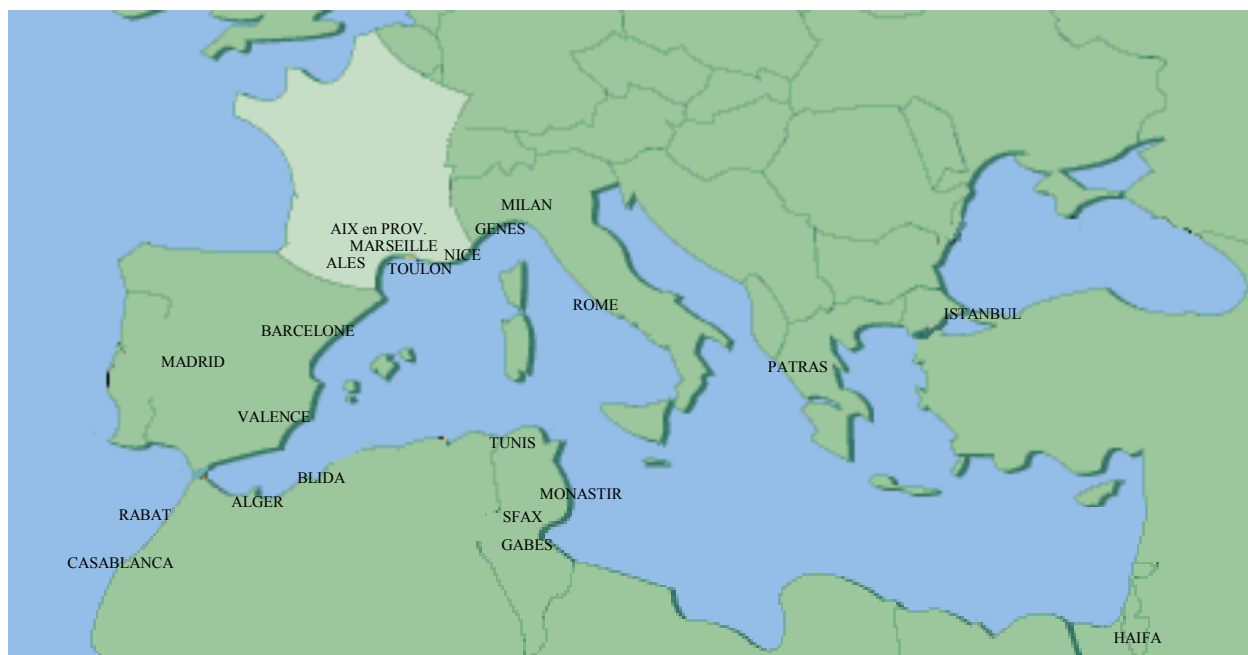 MILAN
AIX en PROV.
GENES
MARSEILLE
NICE
ALES
TOULON
ROME
ISTANBUL
BARCELONE
MADRID
PATRAS
VALENCE
TUNIS
BLIDA
MONASTIR
ALGER
RABAT
SFAX
GABES
CASABLANCA
HAIFA